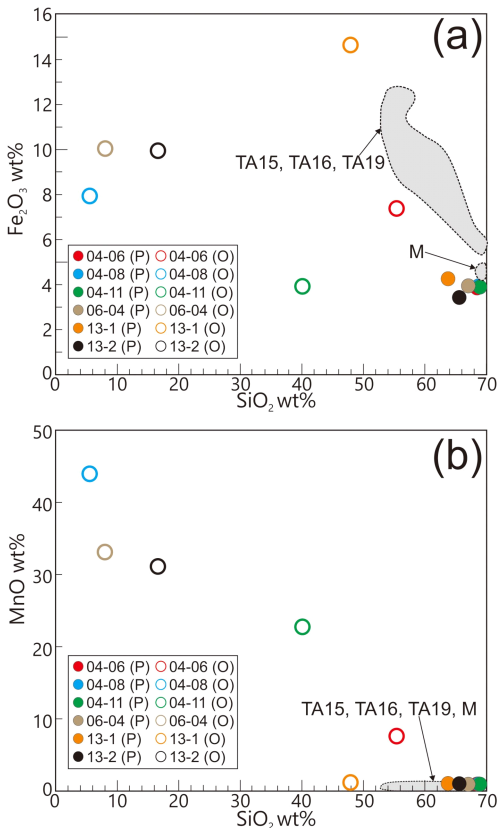 16
(a)
14
12
10
8
6
4
2
0
Fe2O3 wt%
TA15, TA16, TA19
M
04-06 (P) 04-06 (O)
04-08 (P) 04-08 (O)
04-11 (P) 04-11 (O)
06-04 (P) 06-04 (O)
13-1 (P) 13-1 (O)
13-2 (P) 13-2 (O)
0 10 20 30 40 50 60 70
SiO2 wt%
50
(b)
40
30
20
10
0
MnO wt%
TA15, TA16, TA19, M
04-06 (P) 04-06 (O)
04-08 (P) 04-08 (O)
04-11 (P) 04-11 (O)
06-04 (P) 06-04 (O)
13-1 (P) 13-1 (O)
13-2 (P) 13-2 (O)
0 10 20 30 40 50 60 70
SiO2 wt%